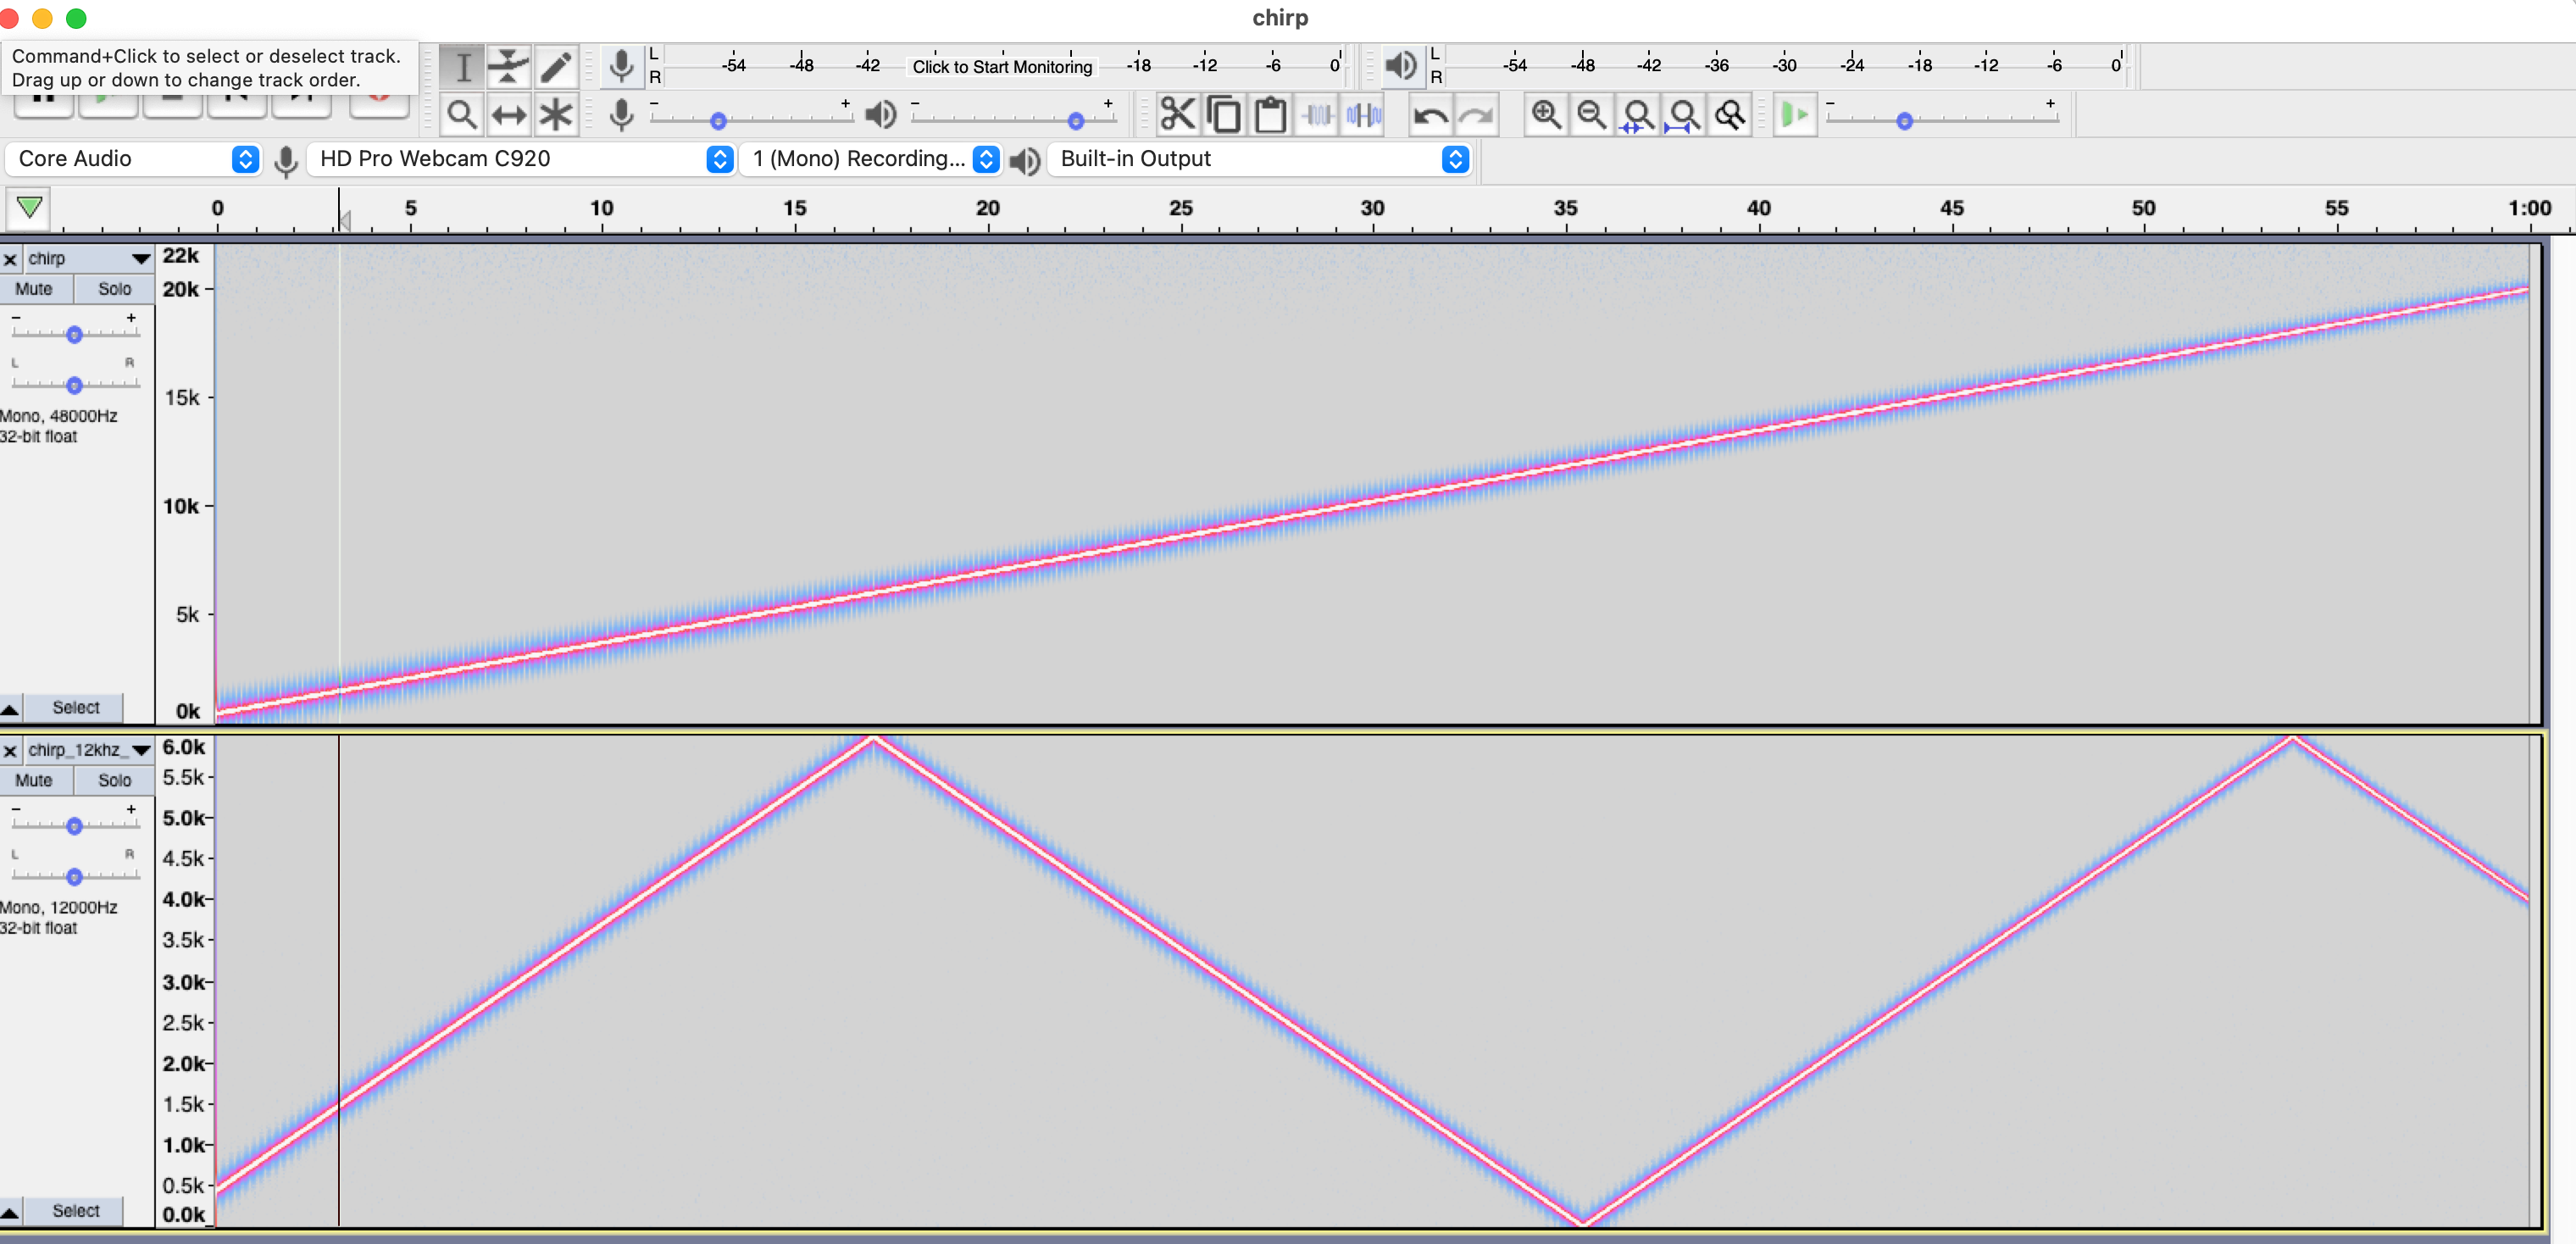 chirp
Command+Click to select or deselect track.
Drag up or down to change track order.
L
R
-54 -48 -42 Click to Start Monitoring -18 -12 -6 0
L
R
-54 -48 -42 -36 -30 -24 -18 -12 -6 0
- + - + - +
Core Audio HD Pro Webcam C920 1 (Mono) Recording... Built-in Output
0 5 10 15 20 25 30 35 40 45 50 55 1:00
chirp
Mute Solo
- +
L R
Mono, 48000Hz
32-bit float
Select
22k
20k
15k
10k
5k
0k
chirp_12khz_
Mute Solo
- +
L R
Mono, 12000Hz
32-bit float
Select
6.0k
5.5k
5.0k
4.5k
4.0k
3.5k
3.0k
2.5k
2.0k
1.5k
1.0k
0.5k
0.0k